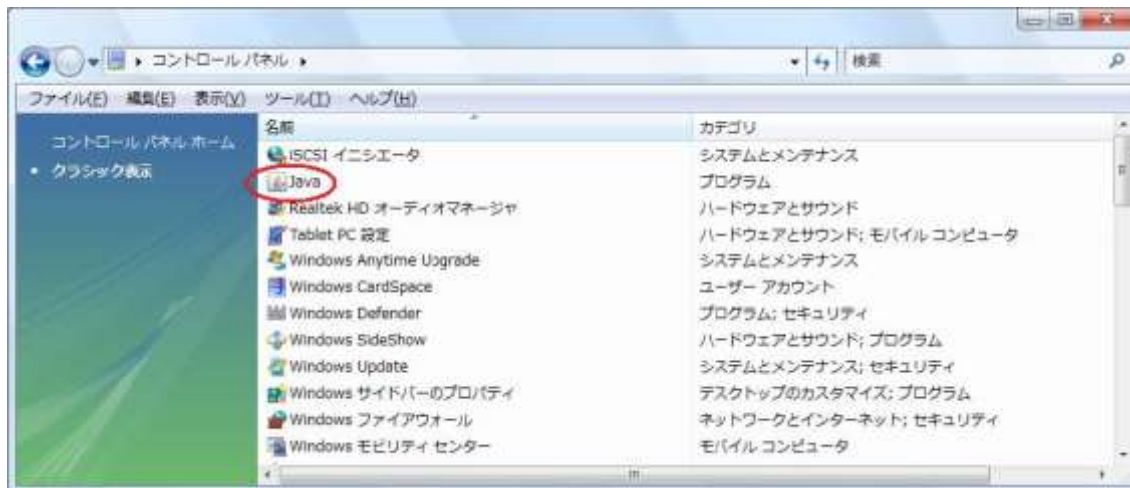 コントロール パネル
検索
ファイル(E) 編集(E) 表示(V) ツール(T) ヘルプ(H)
コントロール パネル ホーム
クラシック表示
名前 カテゴリ
iSCSI イニシエータ システムとメンテナンス
Java プログラム
Realtek HD オーディオマネージャ ハードウェアとサウンド
Tablet PC 設定 ハードウェアとサウンド; モバイル コンピュータ
Windows Anytime Upgrade システムとメンテナンス
Windows CardSpace ユーザー アカウント
Windows Defender プログラム; セキュリティ
Windows SideShow ハードウェアとサウンド; プログラム
Windows Update システムとメンテナンス; セキュリティ
Windows サイドバーのプロパティ デスクトップのカスタマイズ; プログラム
Windows ファイアウォール ネットワークとインターネット; セキュリティ
Windows モビリティ センター モバイル コンピュータ